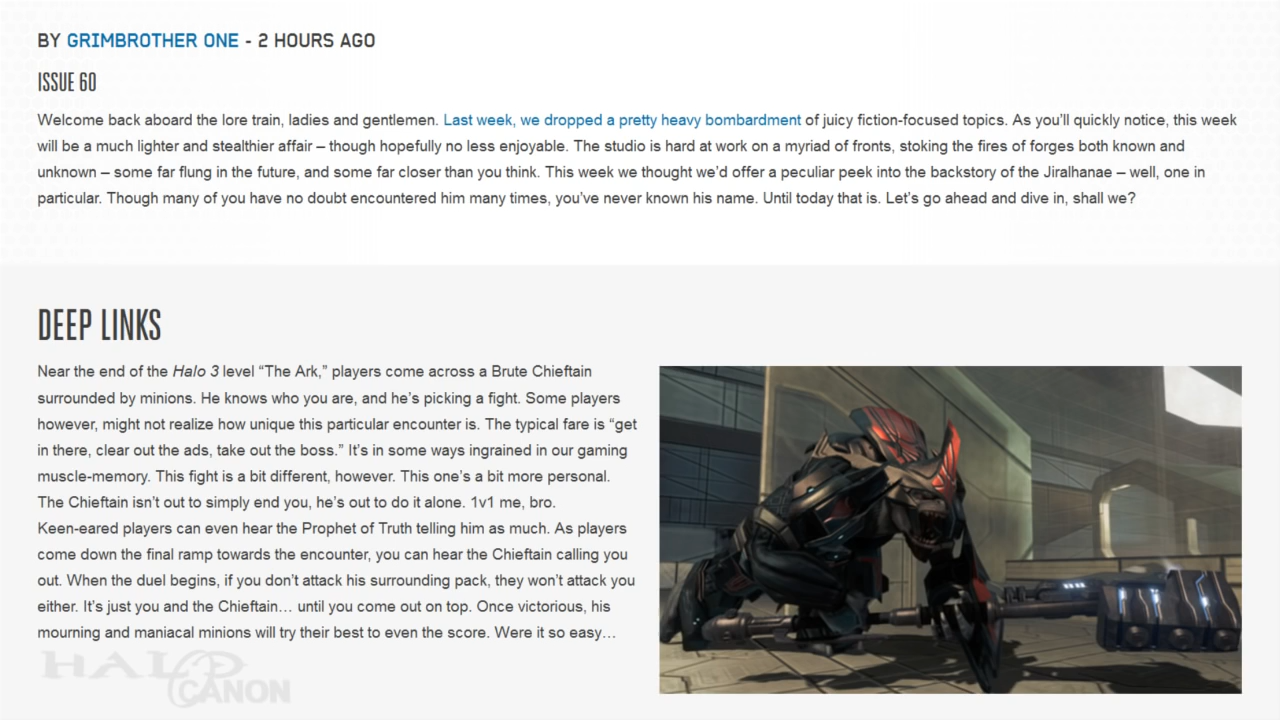 BY GRIMBROTHER ONE - 2 HOURS AGO
ISSUE 60
Welcome back aboard the lore train, ladies and gentlemen. Last week, we dropped a pretty heavy bombardment of juicy fiction-focused topics. As you'll quickly notice, this week
will be a much lighter and stealthier affair – though hopefully no less enjoyable. The studio is hard at work on a myriad of fronts, stoking the fires of forges both known and
unknown – some far flung in the future, and some far closer than you think. This week we thought we'd offer a peculiar peek into the backstory of the Jiralhanae – well, one in
particular. Though many of you have no doubt encountered him many times, you've never known his name. Until today that is. Let's go ahead and dive in, shall we?
DEEP LINKS
Near the end of the Halo 3 level “The Ark,” players come across a Brute Chieftain
surrounded by minions. He knows who you are, and he's picking a fight. Some players
however, might not realize how unique this particular encounter is. The typical fare is “get
in there, clear out the ads, take out the boss.” It's in some ways ingrained in our gaming
muscle-memory. This fight is a bit different, however. This one's a bit more personal.
The Chieftain isn't out to simply end you, he's out to do it alone. 1v1 me, bro.
Keen-eared players can even hear the Prophet of Truth telling him as much. As players
come down the final ramp towards the encounter, you can hear the Chieftain calling you
out. When the duel begins, if you don't attack his surrounding pack, they won't attack you
either. It's just you and the Chieftain… until you come out on top. Once victorious, his
mourning and maniacal minions will try their best to even the score. Were it so easy…
HALO
CANON